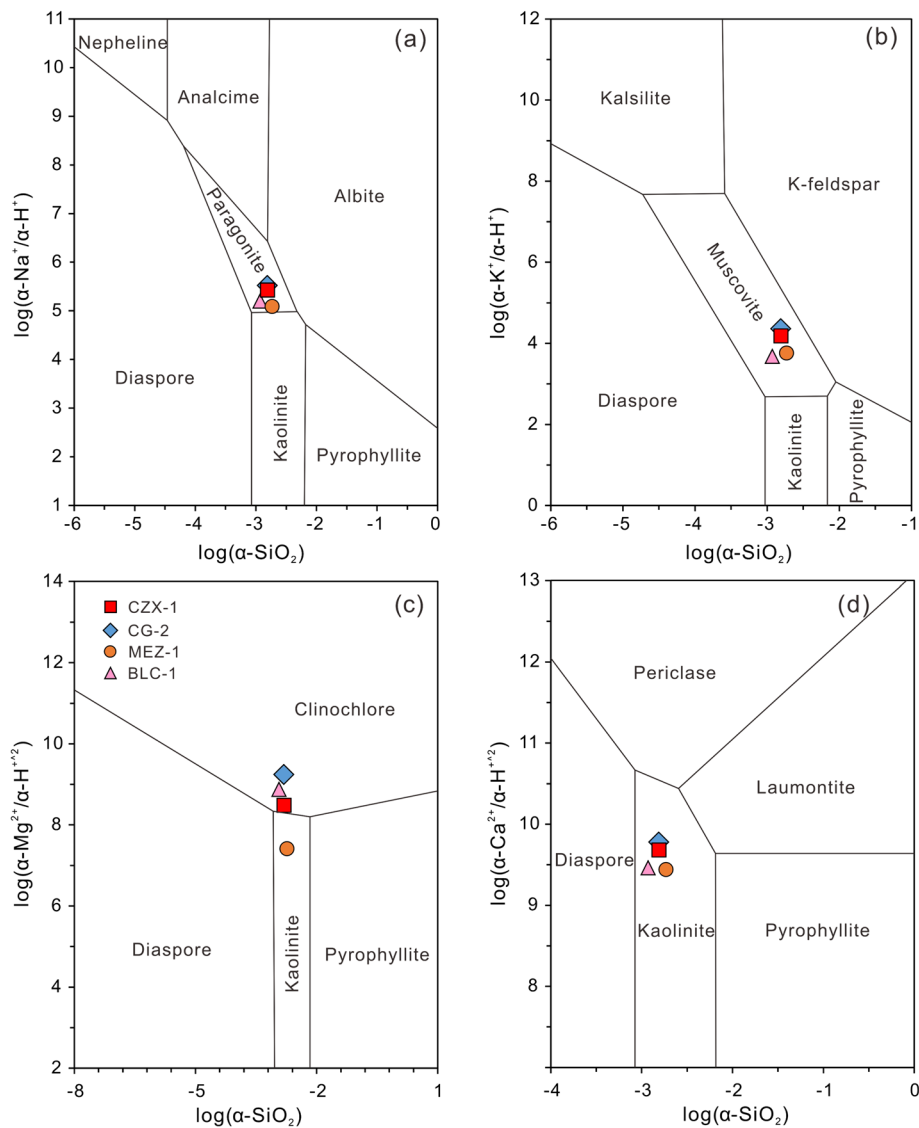 (a)
11
10
9
8
7
6
5
4
3
2
1
log(α-Na⁺/α-H⁺)
Nepheline
Analcime
Albite
Paragonite
Diaspore
Kaolinite
Pyrophyllite
-6 -5 -4 -3 -2 -1 0
log(α-SiO₂)
(b)
12
10
8
6
4
2
0
log(α-K⁺/α-H⁺)
Kalsilite
K-feldspar
Muscovite
Diaspore
Kaolinite
Pyrophyllite
-6 -5 -4 -3 -2 -1
log(α-SiO₂)
(c)
14
12
10
8
6
4
2
log(α-Mg²⁺/α-H⁺^²)
CZX-1
CG-2
MEZ-1
BLC-1
Clinochlore
Diaspore
Kaolinite
Pyrophyllite
-8 -5 -2 1
log(α-SiO₂)
(d)
13
12
11
10
9
8
log(α-Ca²⁺/α-H⁺^²)
Periclase
Laumontite
Diaspore
Kaolinite
Pyrophyllite
-4 -3 -2 -1 0
log(α-SiO₂)